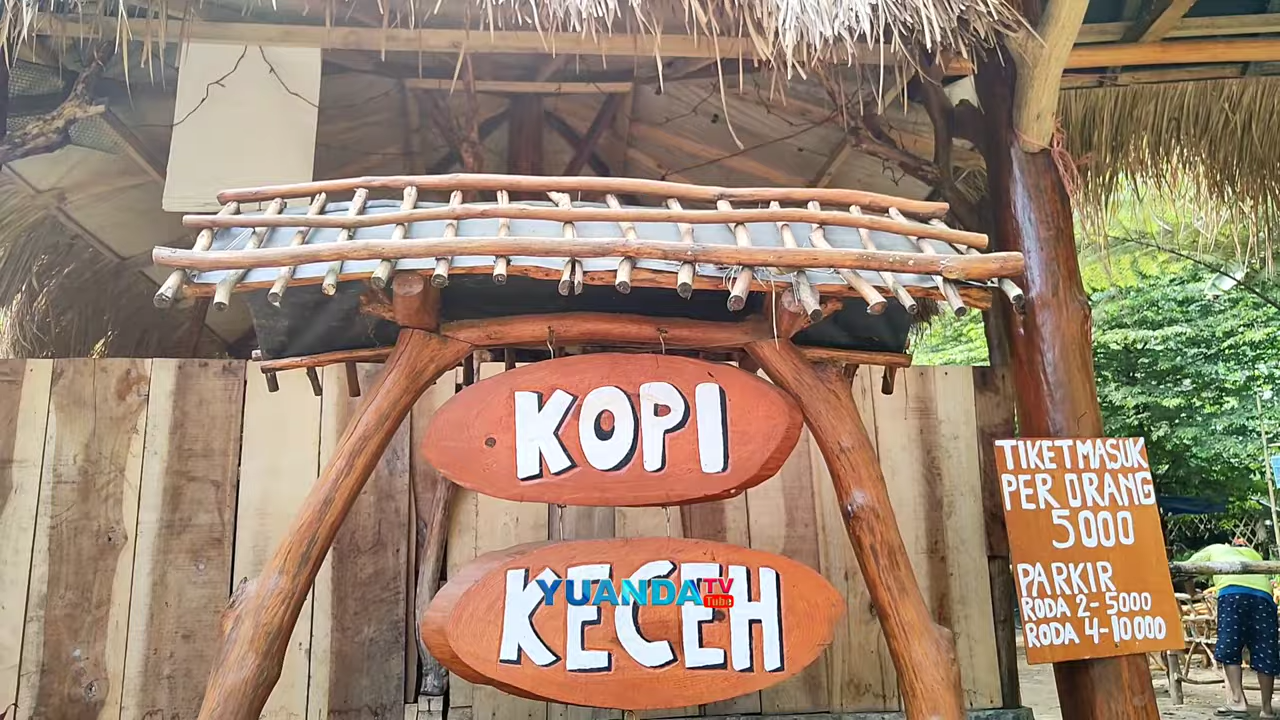 KOPI
KECEH
YUANDA TV Tube
TIKET MASUK
PER ORANG
5000
PARKIR
RODA 2-5000
RODA 4-10000